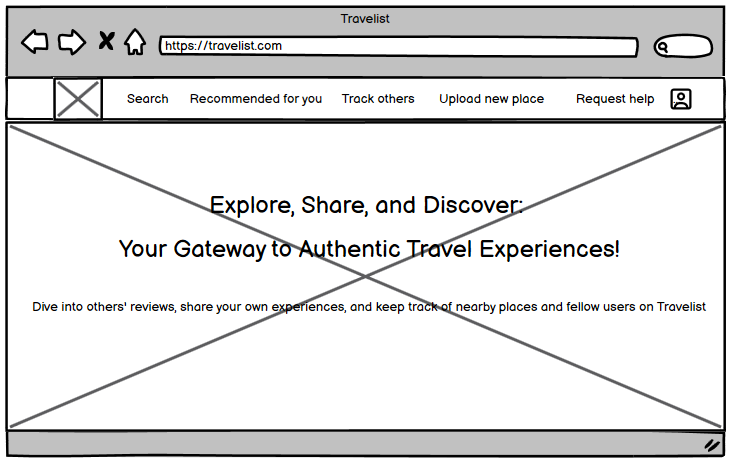 Travelist
https://travelist.com
Search Recommended for you Track others Upload new place Request help
Explore, Share, and Discover:
Your Gateway to Authentic Travel Experiences!
Dive into others' reviews, share your own experiences, and keep track of nearby places and fellow users on Travelist